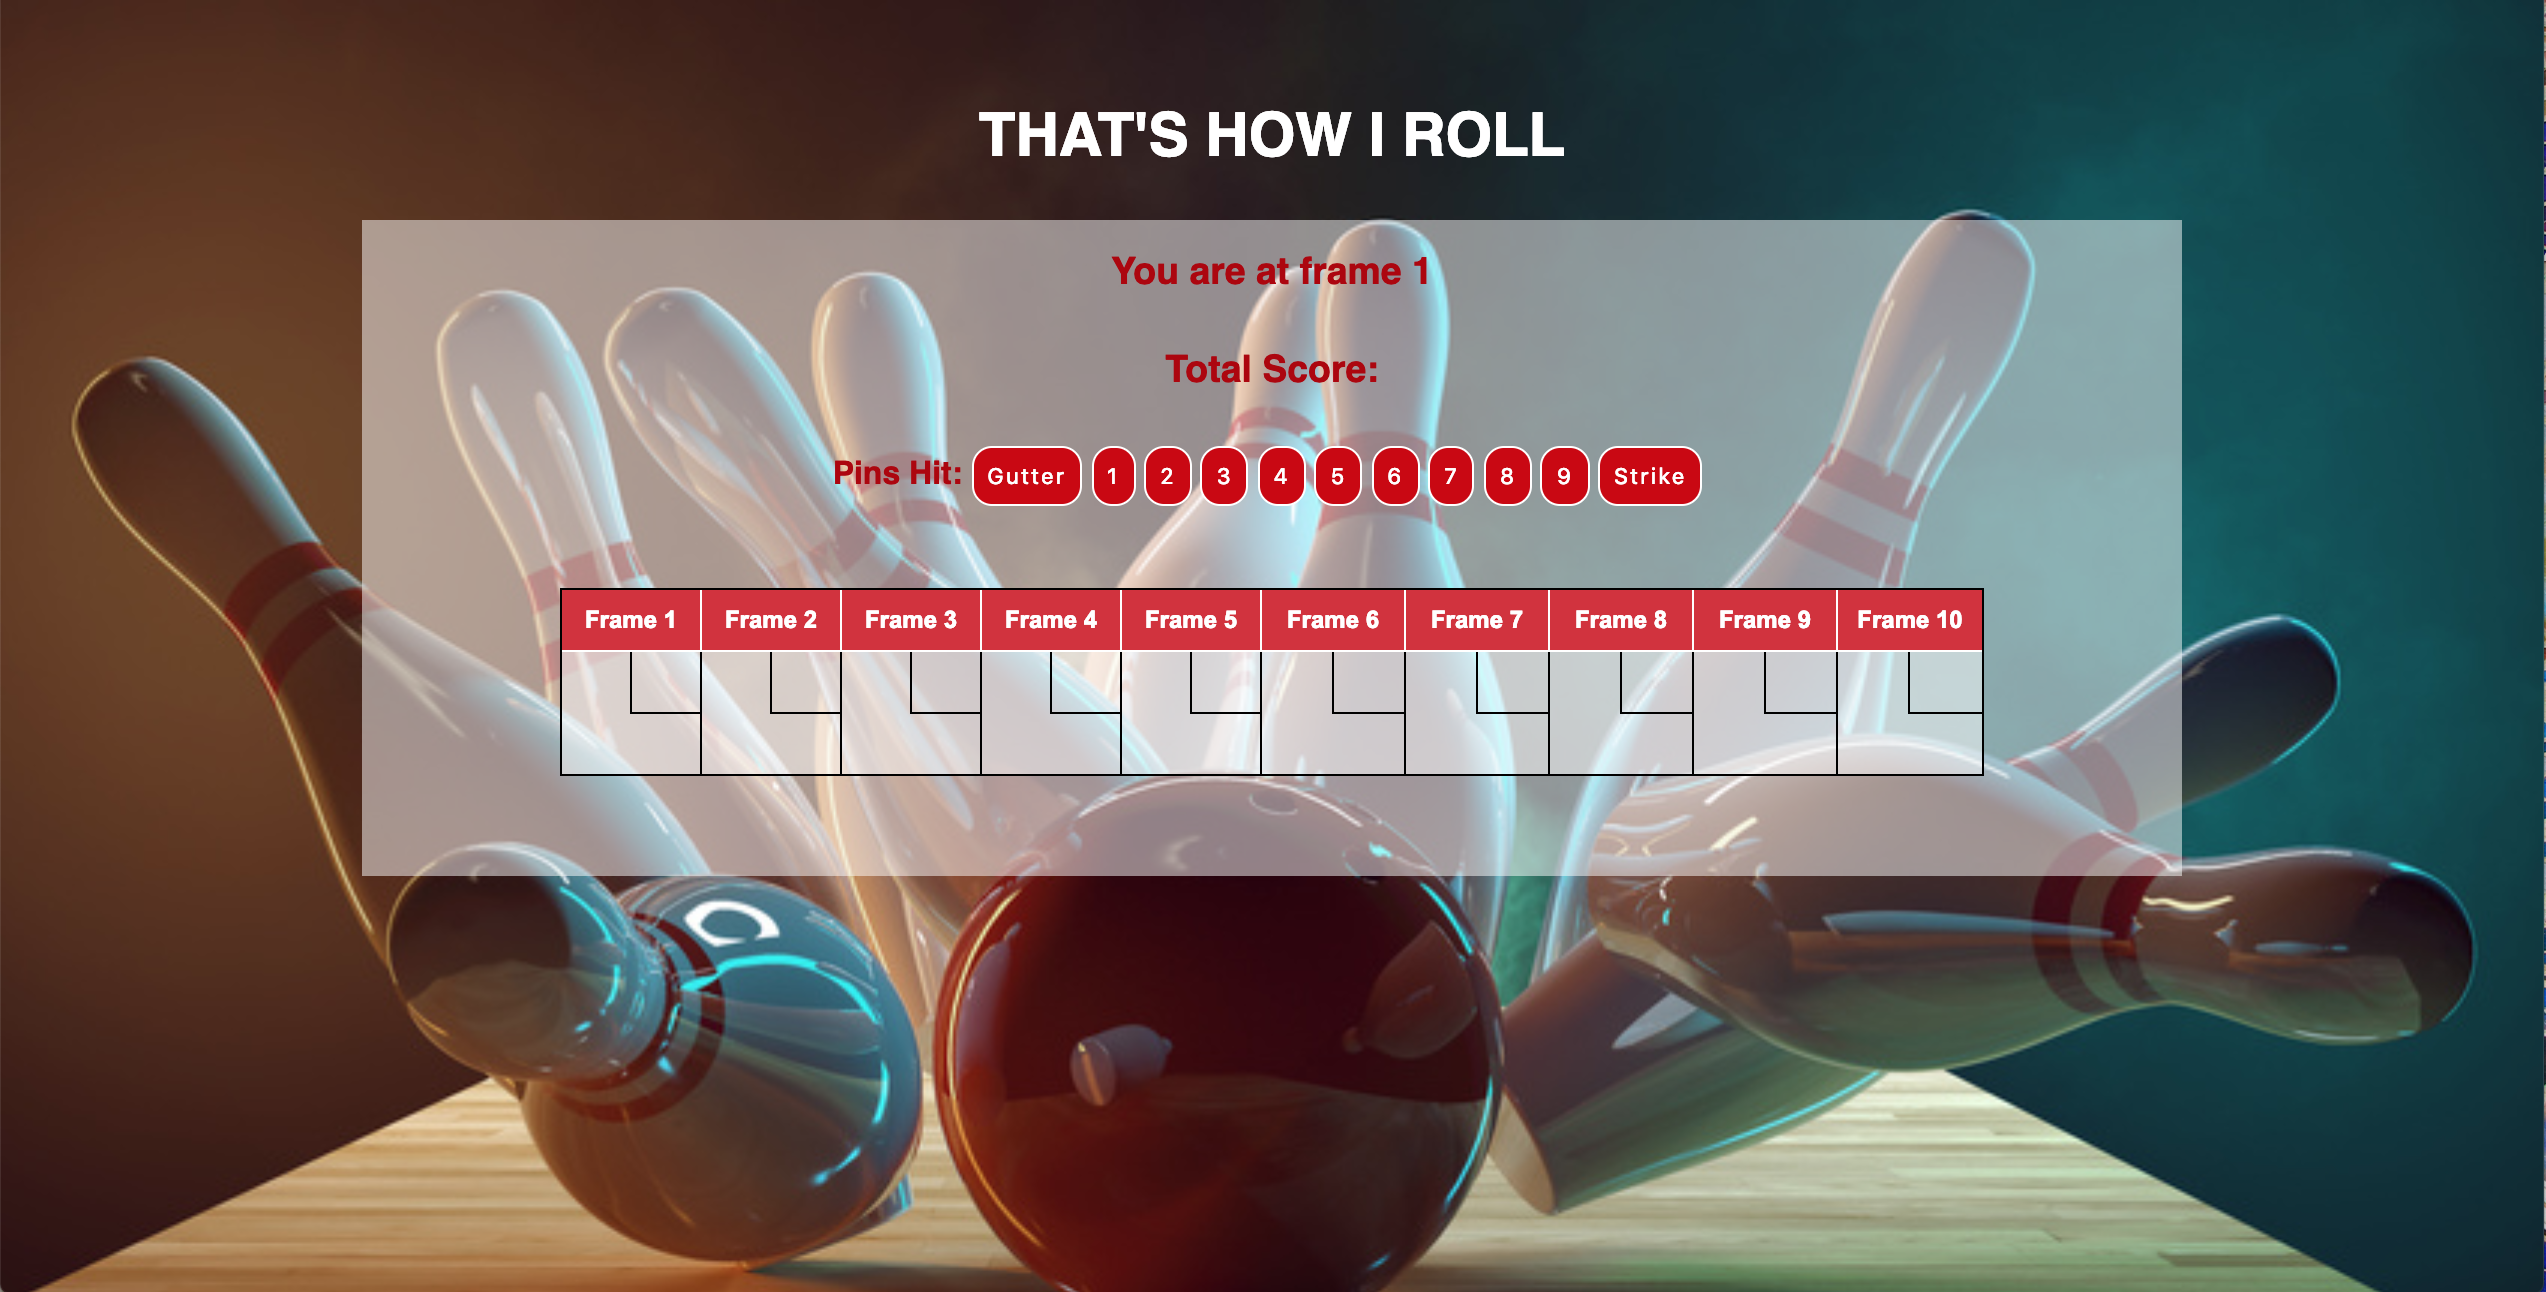 THAT'S HOW I ROLL
You are at frame 1
Total Score:
Pins Hit: Gutter 1 2 3 4 5 6 7 8 9 Strike
Frame 1 Frame 2 Frame 3 Frame 4 Frame 5 Frame 6 Frame 7 Frame 8 Frame 9 Frame 10